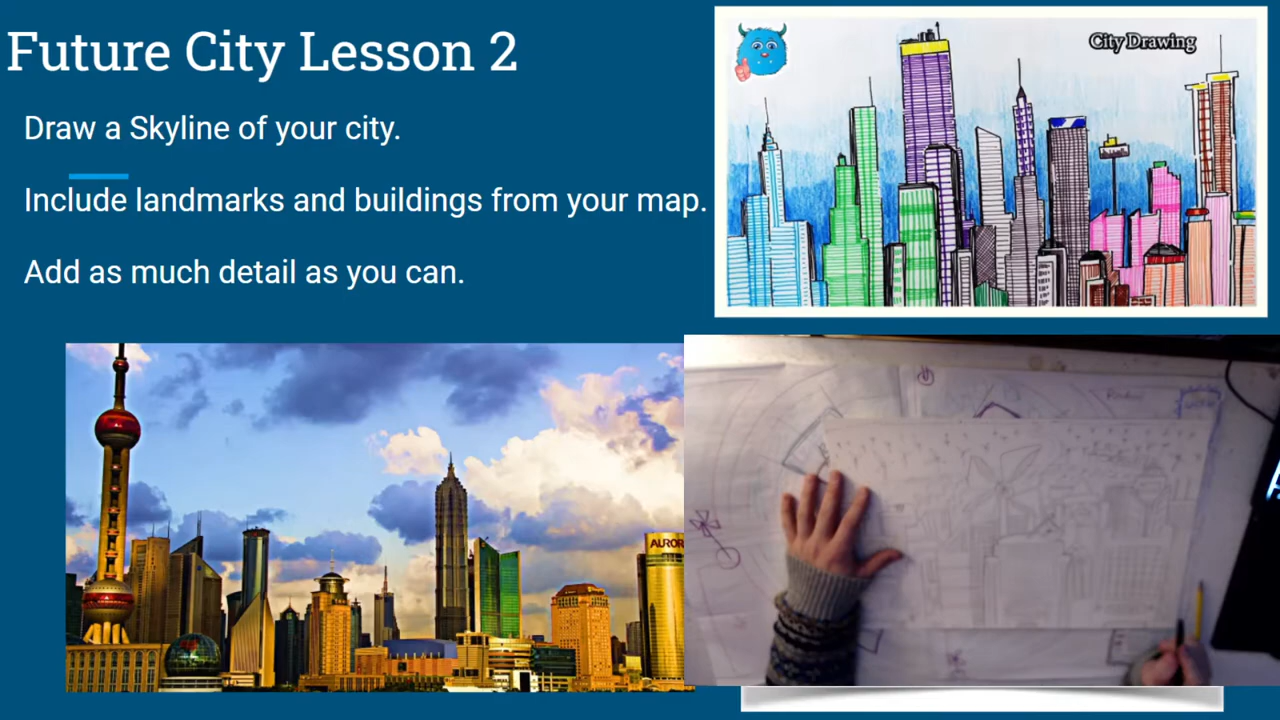 Future City Lesson 2
City Drawing
Draw a Skyline of your city.
Include landmarks and buildings from your map.
Add as much detail as you can.
AUROR